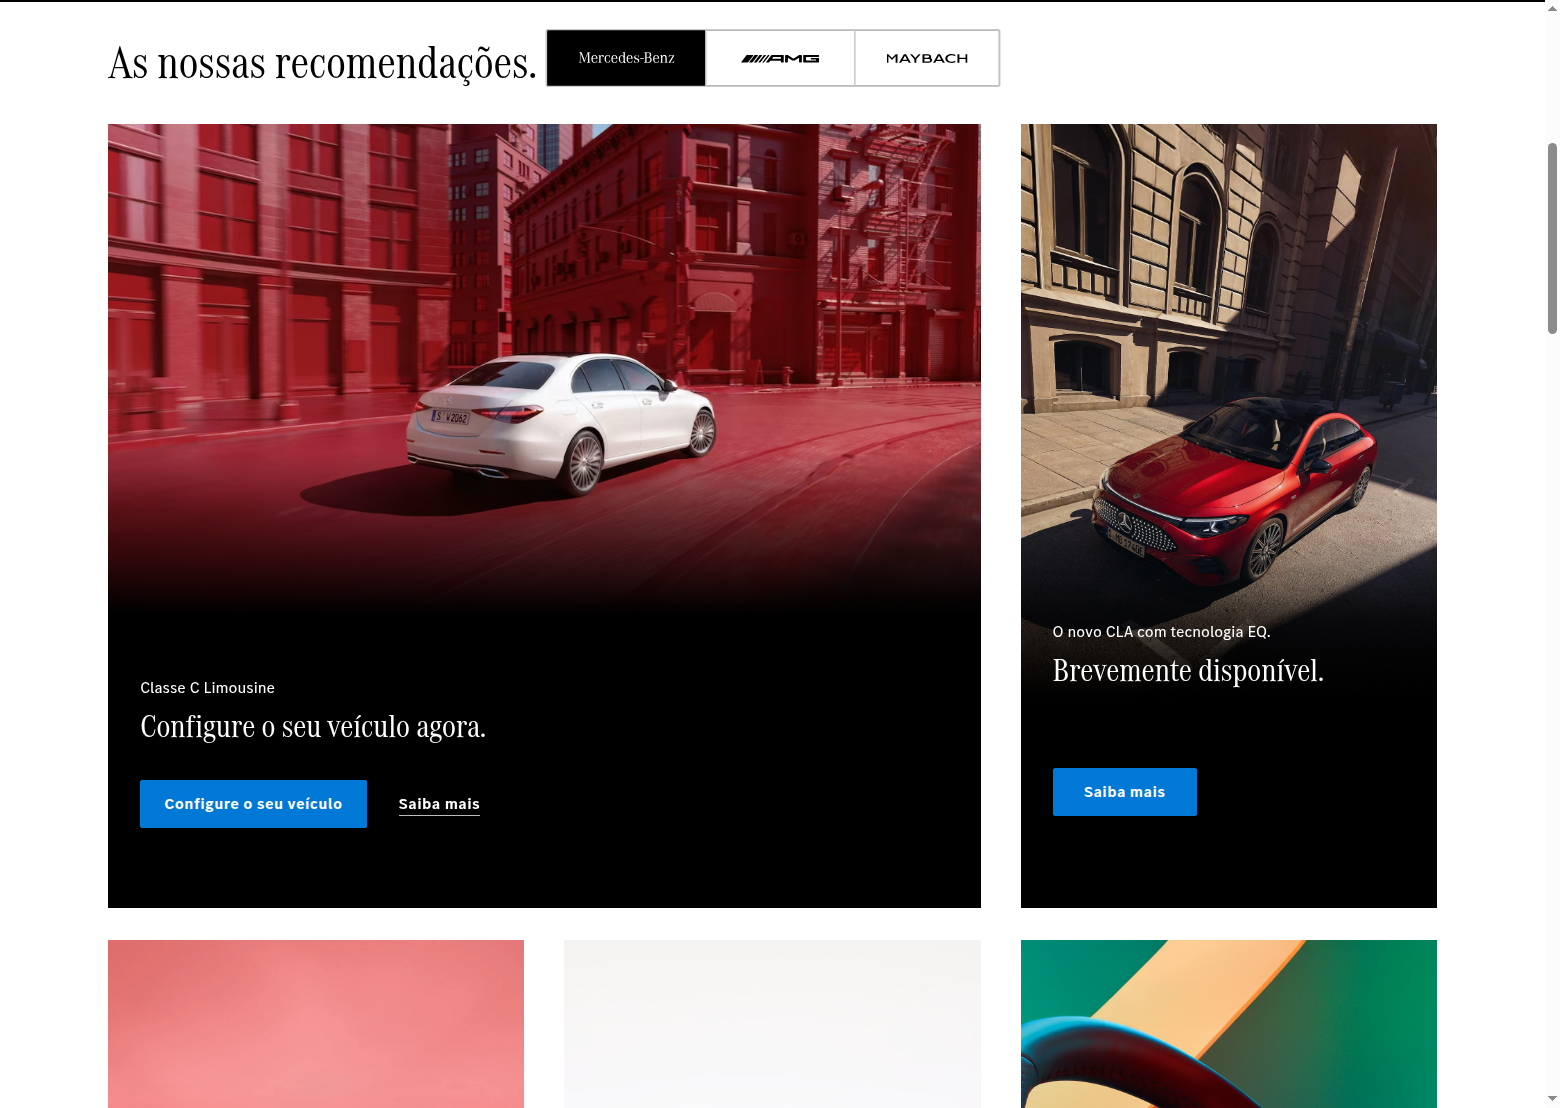 As nossas recomendações.
Mercedes-Benz
AMG
MAYBACH
S W 2062
O novo CLA com tecnologia EQ.
Brevemente disponível.
Classe C Limousine
Configure o seu veículo agora.
Configure o seu veículo
Saiba mais
Saiba mais